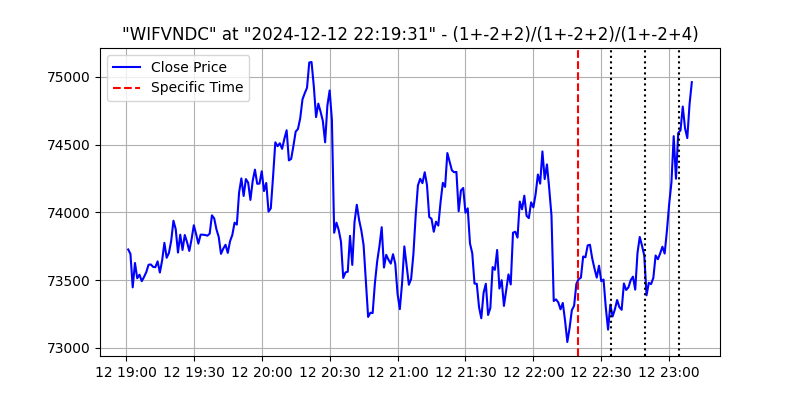 "WIFVNDC" at "2024-12-12 22:19:31" - (1+-2+2)/(1+-2+2)/(1+-2+4)
Close Price
Specific Time
75000
74500
74000
73500
73000
12 19:00 12 19:30 12 20:00 12 20:30 12 21:00 12 21:30 12 22:00 12 22:30 12 23:00